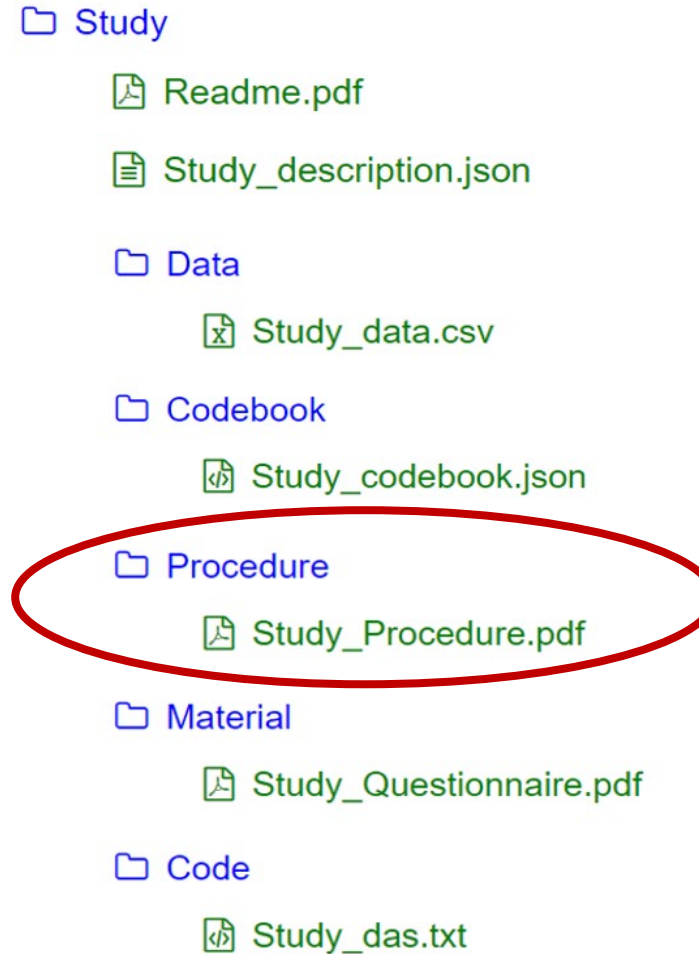 Study
Readme.pdf
Study_description.json
Data
Study_data.csv
Codebook
Study_codebook.json
Procedure
Study_Procedure.pdf
Material
Study_Questionnaire.pdf
Code
Study_das.txt